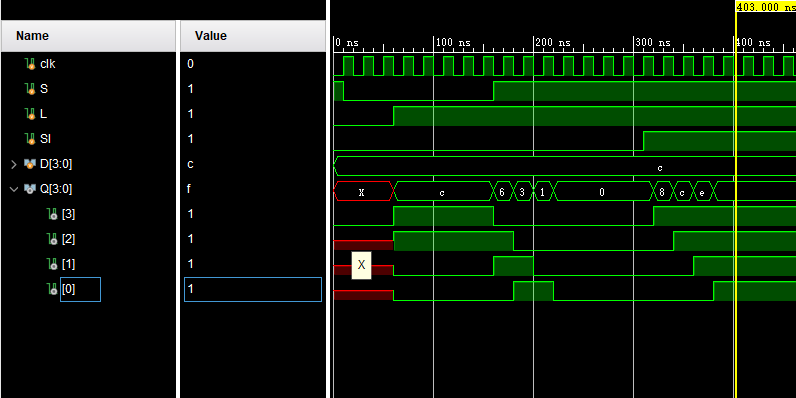 Name Value 403.000 ns
0 ns 100 ns 200 ns 300 ns 400 ns
clk 0
S 1
L 1
SI 1
D[3:0] c c
Q[3:0] f X c 6 3 1 0 8 c e
[3] 1
[2] 1
[1] 1 X
[0] 1